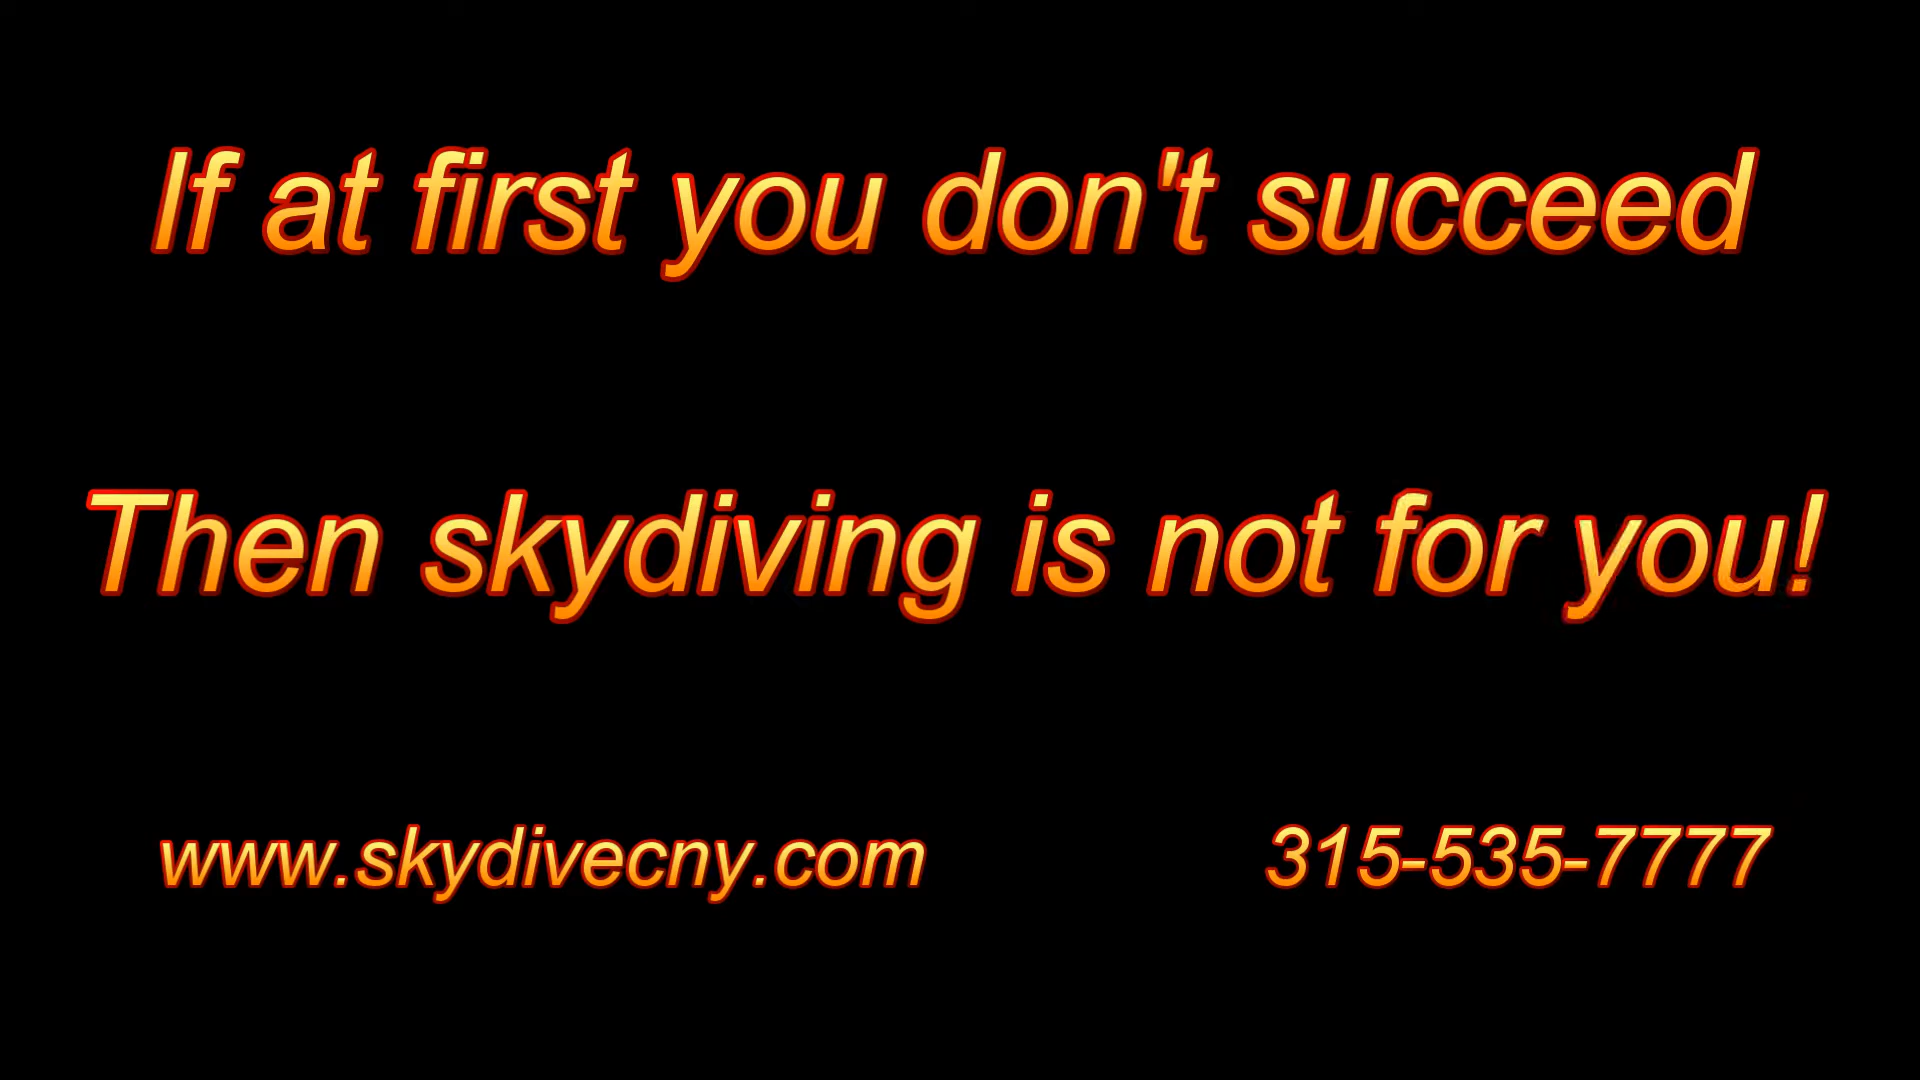 If at first you don't succeed
Then skydiving is not for you!
www.skydivecny.com 315-535-7777